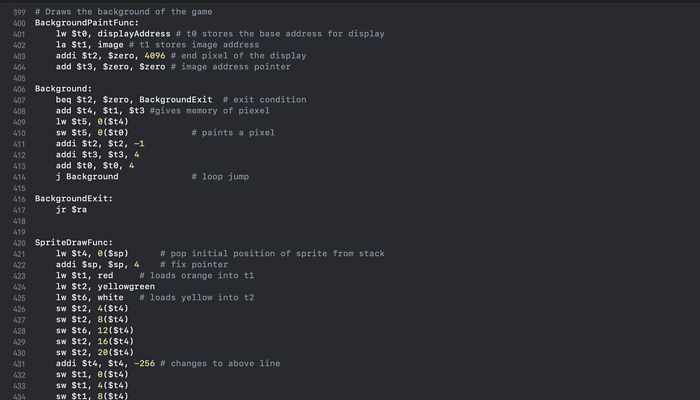 399 # Draws the background of the game
400 BackgroundPaintFunc:
401 lw $t0, displayAddress # t0 stores the base address for display
402 la $t1, image # t1 stores image address
403 addi $t2, $zero, 4096 # end pixel of the display
404 add $t3, $zero, $zero # image address pointer
405
406 Background:
407 beq $t2, $zero, BackgroundExit # exit condition
408 add $t4, $t1, $t3 #gives memory of piexel
409 lw $t5, 0($t4)
410 sw $t5, 0($t0) # paints a pixel
411 addi $t2, $t2, -1
412 addi $t3, $t3, 4
413 add $t0, $t0, 4
414 j Background # loop jump
415
416 BackgroundExit:
417 jr $ra
418
419
420 SpriteDrawFunc:
421 lw $t4, 0($sp) # pop initial position of sprite from stack
422 addi $sp, $sp, 4 # fix pointer
423 lw $t1, red # loads orange into t1
424 lw $t2, yellowgreen
425 lw $t6, white # loads yellow into t2
426 sw $t2, 4($t4)
427 sw $t2, 8($t4)
428 sw $t6, 12($t4)
429 sw $t2, 16($t4)
430 sw $t2, 20($t4)
431 addi $t4, $t4, -256 # changes to above line
432 sw $t1, 0($t4)
433 sw $t1, 4($t4)
434 sw $t1, 8($t4)